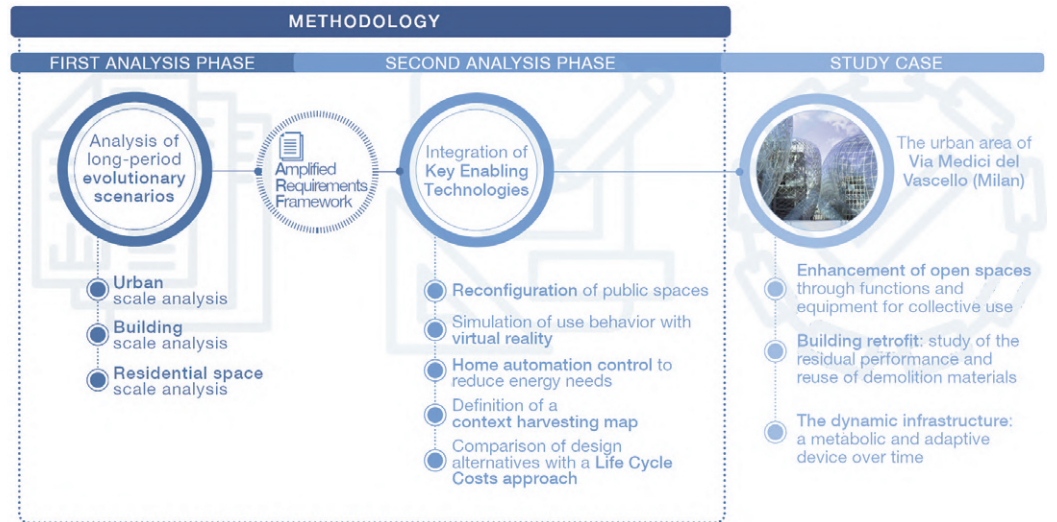 METHODOLOGY
FIRST ANALYSIS PHASE
SECOND ANALYSIS PHASE
STUDY CASE
Analysis of
long-period
evolutionary
scenarios
Amplified
Requirements
Framework
Integration of
Key Enabling
Technologies
The urban area of
Via Medici del
Vascello (Milan)
Urban
scale analysis
Building
scale analysis
Residential space
scale analysis
Reconfiguration of public spaces
Simulation of use behavior with
virtual reality
Home automation control to
reduce energy needs
Definition of a
context harvesting map
Comparison of design
alternatives with a Life Cycle
Costs approach
Enhancement of open spaces
through functions and
equipment for collective use
Building retrofit: study of the
residual performance and
reuse of demolition materials
The dynamic infrastructure:
a metabolic and adaptive
device over time